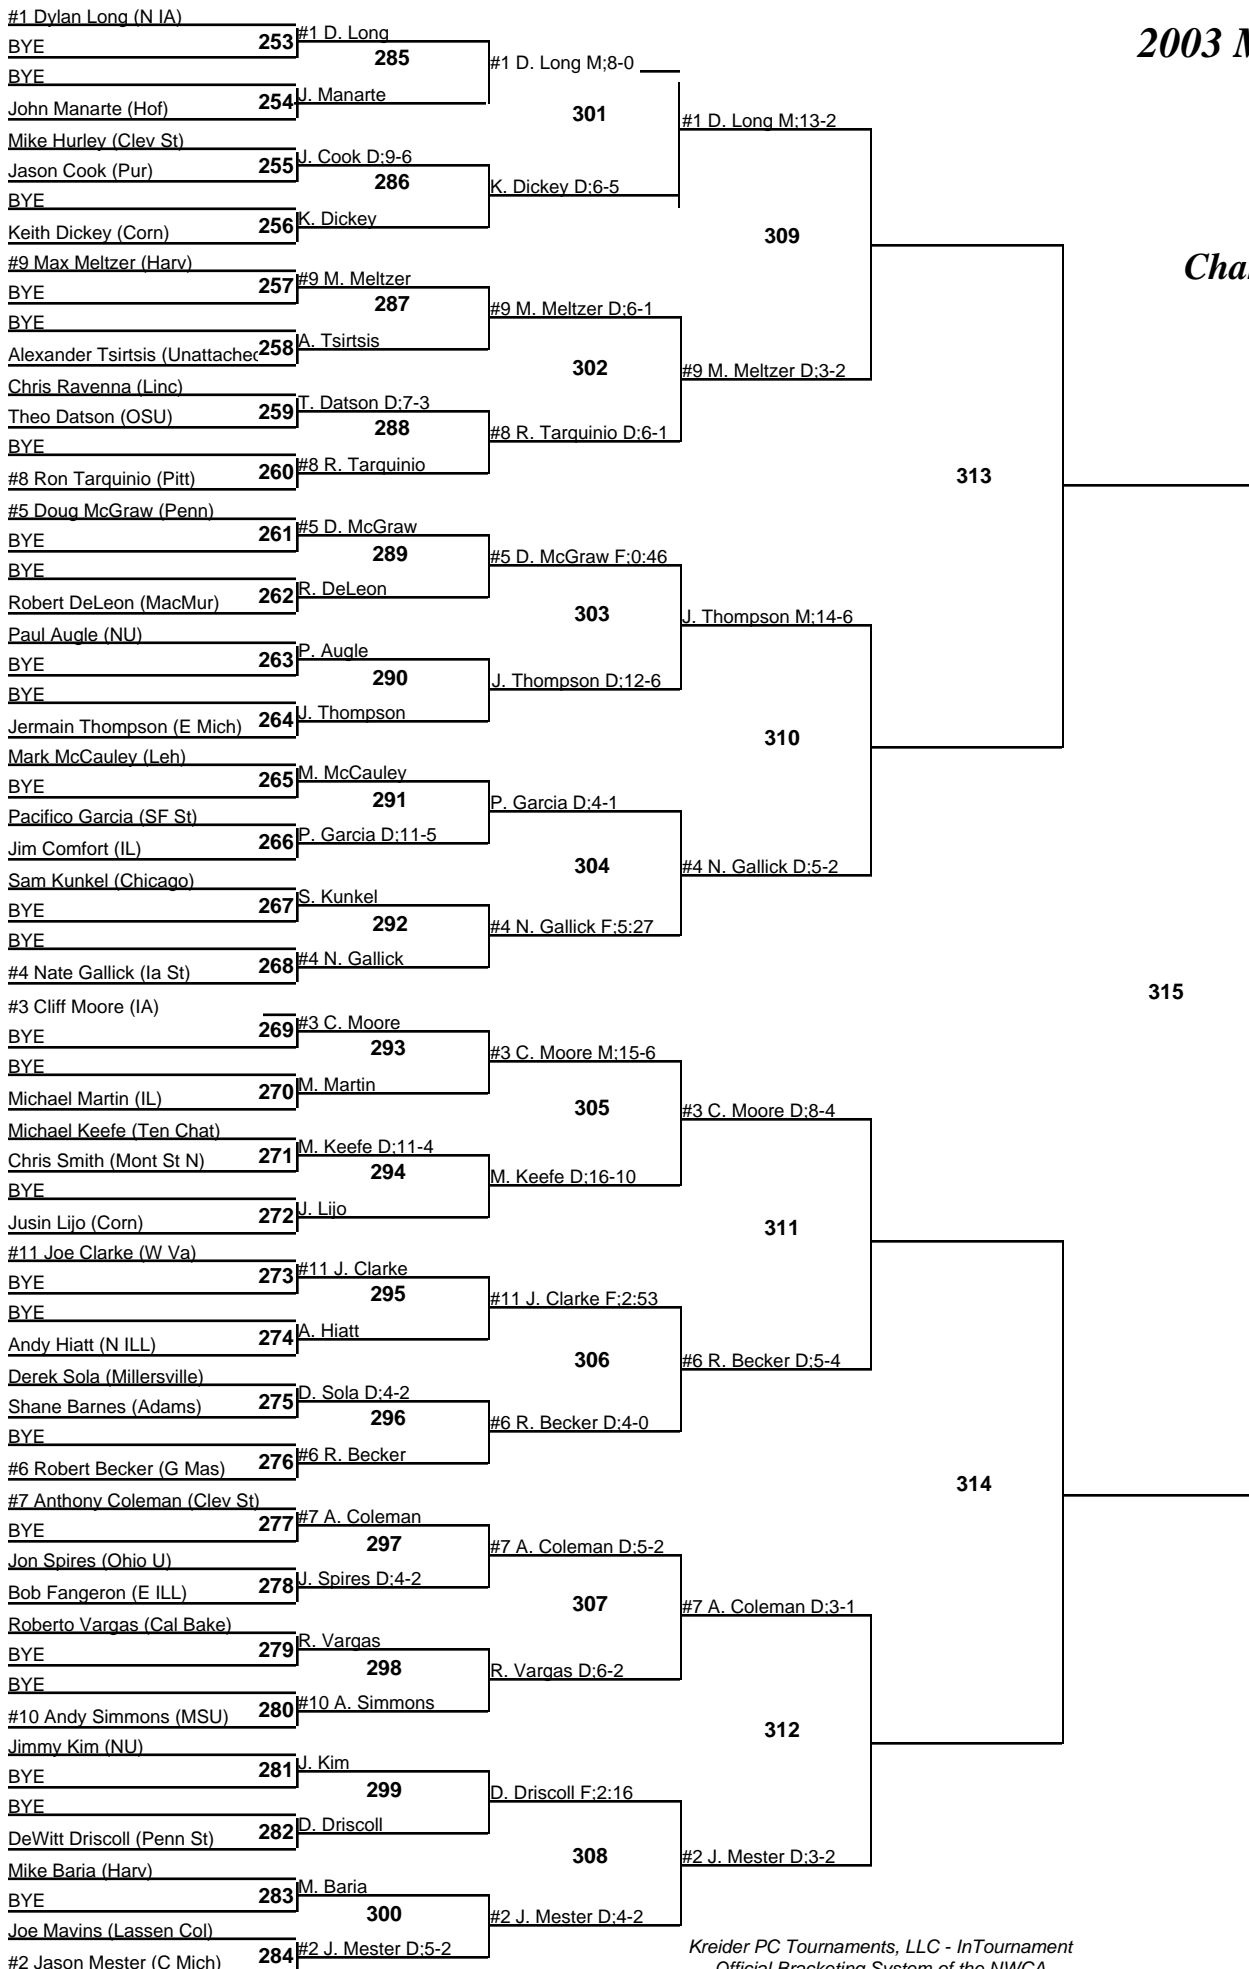 #1 Dylan Long (N IA)
BYE
253
BYE
John Manarte (Hof)
254
Mike Hurley (Clev St)
Jason Cook (Pur)
255
BYE
Keith Dickey (Corn)
256
#9 Max Meltzer (Harv)
BYE
257
BYE
Alexander Tsirtsis (Unattached
258
Chris Ravenna (Linc)
Theo Datson (OSU)
259
BYE
#8 Ron Tarquinio (Pitt)
260
#5 Doug McGraw (Penn)
BYE
261
BYE
Robert DeLeon (MacMur)
262
Paul Augle (NU)
BYE
263
BYE
Jermain Thompson (E Mich)
264
Mark McCauley (Leh)
BYE
265
Pacifico Garcia (SF St)
Jim Comfort (IL)
266
Sam Kunkel (Chicago)
BYE
267
BYE
#4 Nate Gallick (Ia St)
268
#3 Cliff Moore (IA)
BYE
269
BYE
Michael Martin (IL)
270
Michael Keefe (Ten Chat)
Chris Smith (Mont St N)
271
BYE
Jusin Lijo (Corn)
272
#11 Joe Clarke (W Va)
BYE
273
BYE
Andy Hiatt (N ILL)
274
Derek Sola (Millersville)
Shane Barnes (Adams)
275
BYE
#6 Robert Becker (G Mas)
276
#7 Anthony Coleman (Clev St)
BYE
277
Jon Spires (Ohio U)
Bob Fangeron (E ILL)
278
Roberto Vargas (Cal Bake)
BYE
279
BYE
#10 Andy Simmons (MSU)
280
Jimmy Kim (NU)
BYE
281
BYE
DeWitt Driscoll (Penn St)
282
Mike Baria (Harv)
BYE
283
Joe Mavins (Lassen Col)
#2 Jason Mester (C Mich)
284
#1 D. Long
285
J. Manarte
J. Cook D;9-6
286
K. Dickey
#9 M. Meltzer
287
A. Tsirtsis
T. Datson D;7-3
288
#8 R. Tarquinio
#5 D. McGraw
289
R. DeLeon
P. Augle
290
J. Thompson
M. McCauley
291
P. Garcia D;11-5
S. Kunkel
292
#4 N. Gallick
#3 C. Moore
293
M. Martin
M. Keefe D;11-4
294
J. Lijo
#11 J. Clarke
295
A. Hiatt
D. Sola D;4-2
296
#6 R. Becker
#7 A. Coleman
297
J. Spires D;4-2
R. Vargas
298
#10 A. Simmons
J. Kim
299
D. Driscoll
M. Baria
300
#2 J. Mester D;5-2
#1 D. Long M;8-0
301
K. Dickey D;6-5
#9 M. Meltzer D;6-1
302
#8 R. Tarquinio D;6-1
#5 D. McGraw F;0:46
303
J. Thompson D;12-6
P. Garcia D;4-1
304
#4 N. Gallick F;5:27
#3 C. Moore M;15-6
305
M. Keefe D;16-10
#11 J. Clarke F;2:53
306
#6 R. Becker D;4-0
#7 A. Coleman D;5-2
307
R. Vargas D;6-2
D. Driscoll F;2:16
308
#2 J. Mester D;4-2
#1 D. Long M;13-2
309
#9 M. Meltzer D;3-2
J. Thompson M;14-6
310
#4 N. Gallick D;5-2
#3 C. Moore D;8-4
311
#6 R. Becker D;5-4
#7 A. Coleman D;3-1
312
#2 J. Mester D;3-2
313
314
315
2003 M
Cha
Kreider PC Tournaments, LLC - InTournament
Official Bracketing System of the NWCA